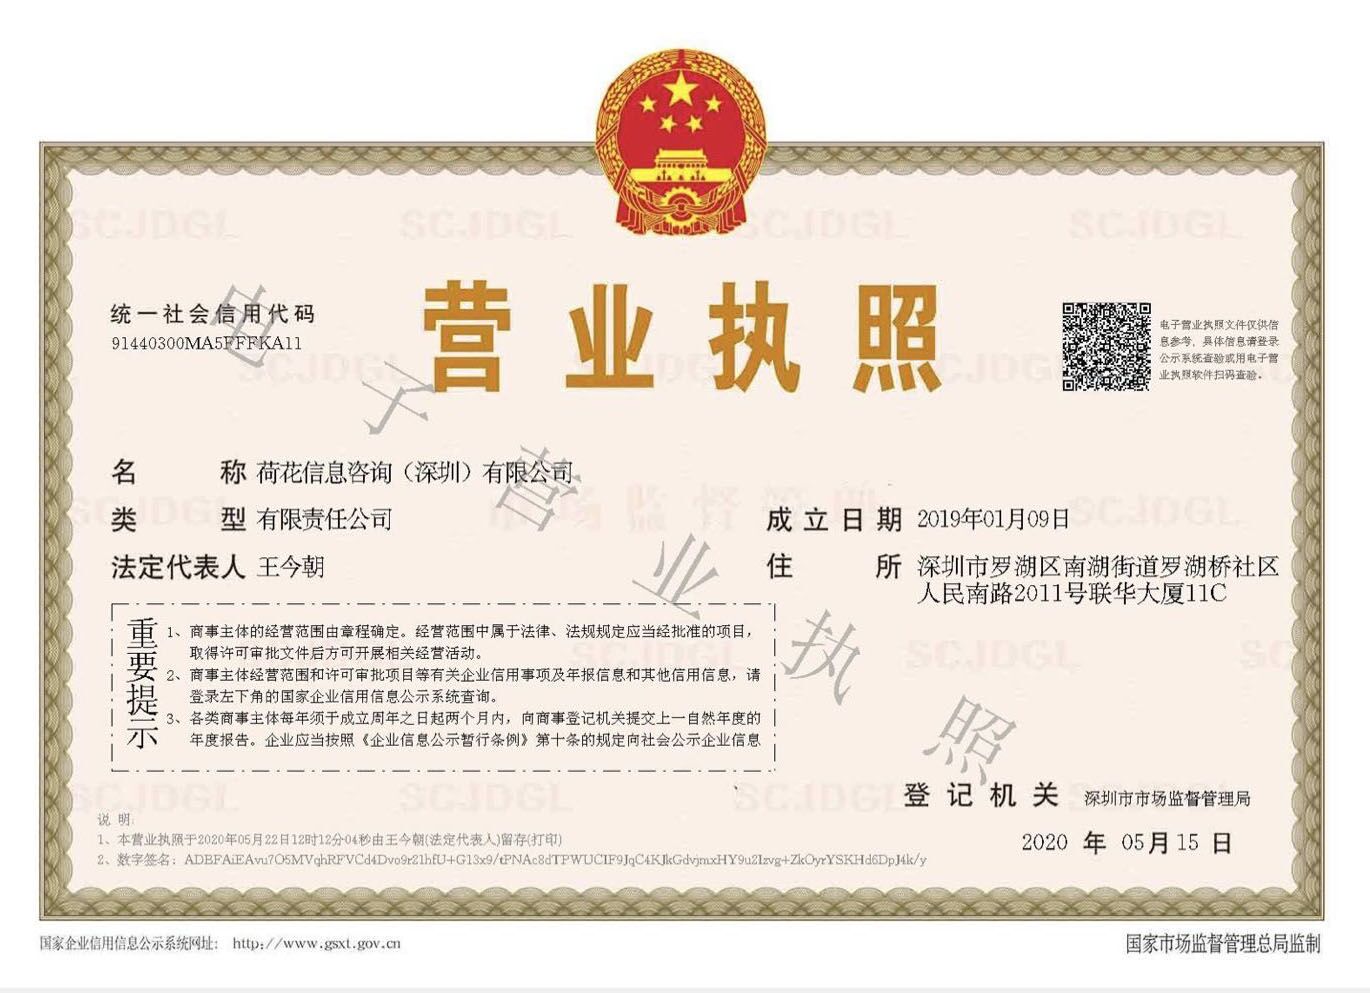 统一社会信用代码
91440300MA5FFFKA11
营业执照
电子营业执照文件仅供信
息参考，具体信息请登录
公示系统查验或用电子营
业执照软件扫码查验。
名称 荷花信息咨询（深圳）有限公司
类型 有限责任公司
法定代表人 王今朝
成立日期 2019年01月09日
住所 深圳市罗湖区南湖街道罗湖桥社区
人民南路2011号联华大厦11C
重要提示
1、商事主体的经营范围由章程确定。经营范围中属于法律、法规规定应当经批准的项目，
取得许可审批文件后方可开展相关经营活动。
2、商事主体经营范围和许可审批项目等有关企业信用事项及年报信息和其他信用信息，请
登录左下角的国家企业信用信息公示系统查询。
3、各类商事主体每年须于成立周年之日起两个月内，向商事登记机关提交上一自然年度的
年度报告。企业应当按照《企业信息公示暂行条例》第十条的规定向社会公示企业信息
登记机关 深圳市市场监督管理局
2020 年 05月 15 日
说明:
1、本营业执照于2020年05月22日12时12分04秒由王今朝(法定代表人)留存(打印)
2、数字签名：ADBFAiEAvu7O5MVqhRFVCd4Dvo9r21hfU+G13x9/tPNAc8dTPWUCIF9JqC4KJkGdvjmxHY9u2Izvg+ZkOyrYSKHd6DpJ4k/y
电子营业执照
SCJDGL
市场监督管理
国家企业信用信息公示系统网址： http://www.gsxt.gov.cn
国家市场监督管理总局监制